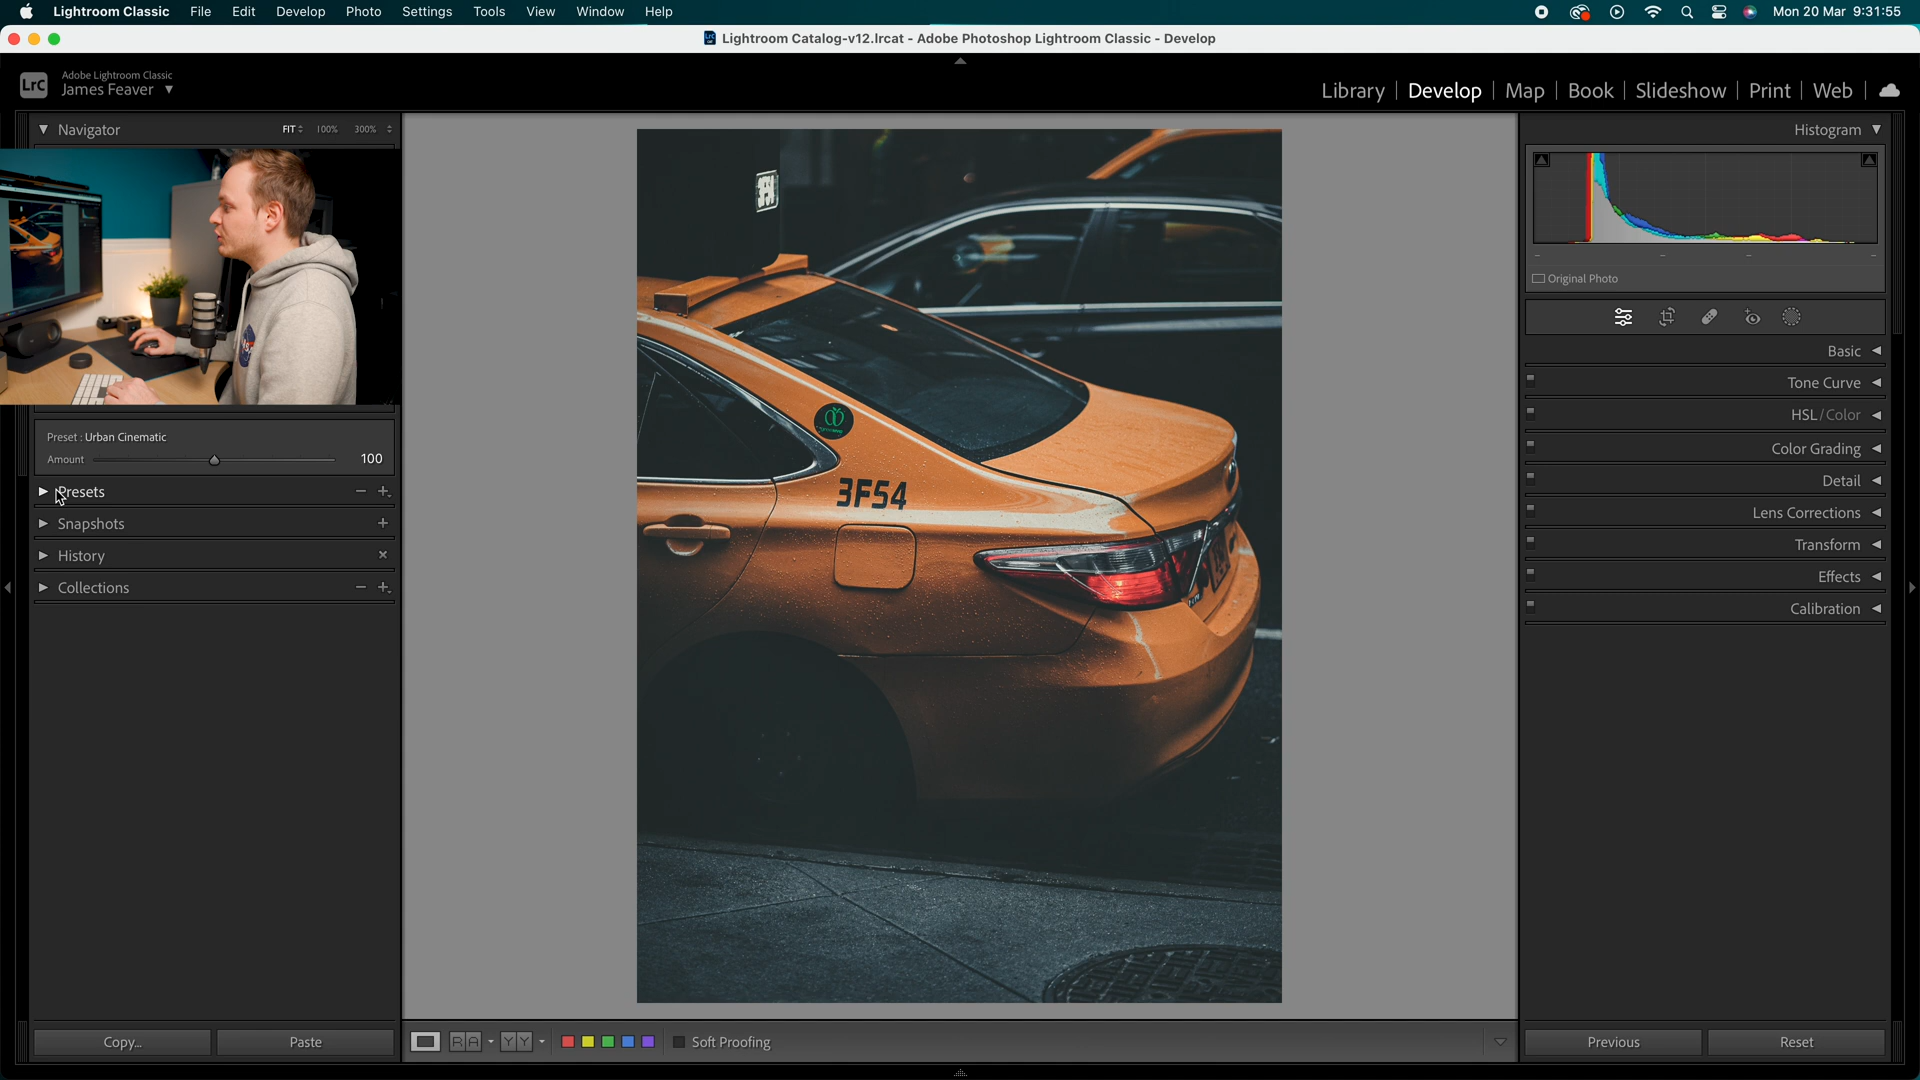 Lightroom Classic File Edit Develop Photo Settings Tools View Window Help Mon 20 Mar 9:31:55
Lightroom Catalog-v12.lrcat - Adobe Photoshop Lightroom Classic - Develop
LrC
Adobe Lightroom Classic
James Feaver
Library Develop Map Book Slideshow Print Web
Navigator FIT 100% 300%
Histogram
Original Photo
Basic
Tone Curve
HSL / Color
Color Grading
Detail
Lens Corrections
Transform
Effects
Calibration
Preset : Urban Cinematic
Amount 100
Presets
Snapshots
History
Collections
3F54
Copy... Paste
R A Y Y Soft Proofing
Previous Reset